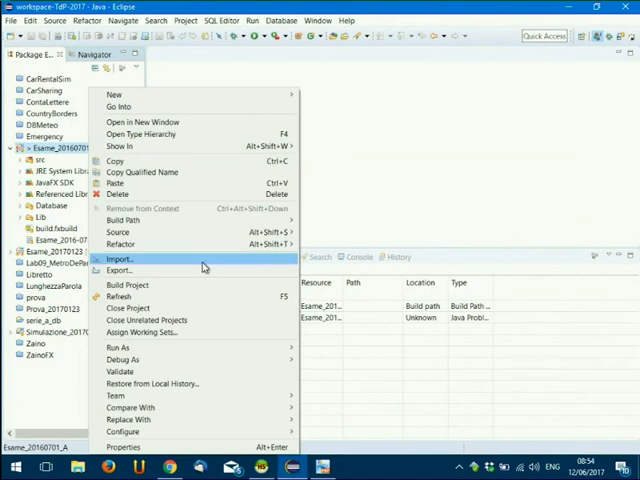 workspace-TdP-2017 - Java - Eclipse
File Edit Source Refactor Navigate Search Project SQL Editor Run Database Window Help
Quick Access
Package E...
Navigator
CarRentalSim
CarSharing
ContaLettere
CountryBorders
DBMeteo
Emergency
> Esame_20160701
src
JRE System Lib
JavaFX SDK
Referenced Lib
Database
Lib
build.fxbuild
Esame_2016-07
Esame_20170123
Lab09_MetroDePa
Libretto
LunghezzaParola
prova
Prova_20170123
serie_a_db
Simulazione_20170
Zaino
ZainoFX
New
Go Into
Open in New Window
Open Type Hierarchy F4
Show In Alt+Shift+W
Copy Ctrl+C
Copy Qualified Name
Paste Ctrl+V
Delete Delete
Remove from Context Ctrl+Alt+Shift+Down
Build Path
Source Alt+Shift+S
Refactor Alt+Shift+T
Import...
Export...
Build Project
Refresh F5
Close Project
Close Unrelated Projects
Assign Working Sets...
Run As
Debug As
Validate
Restore from Local History...
Team
Compare With
Replace With
Configure
Properties Alt+Enter
Search Console History
Resource Path Location Type
Esame_201... Build path Build Path ...
Esame_201... Unknown Java Probl...
Esame_20160701_A
ENG
08:54
12/06/2017